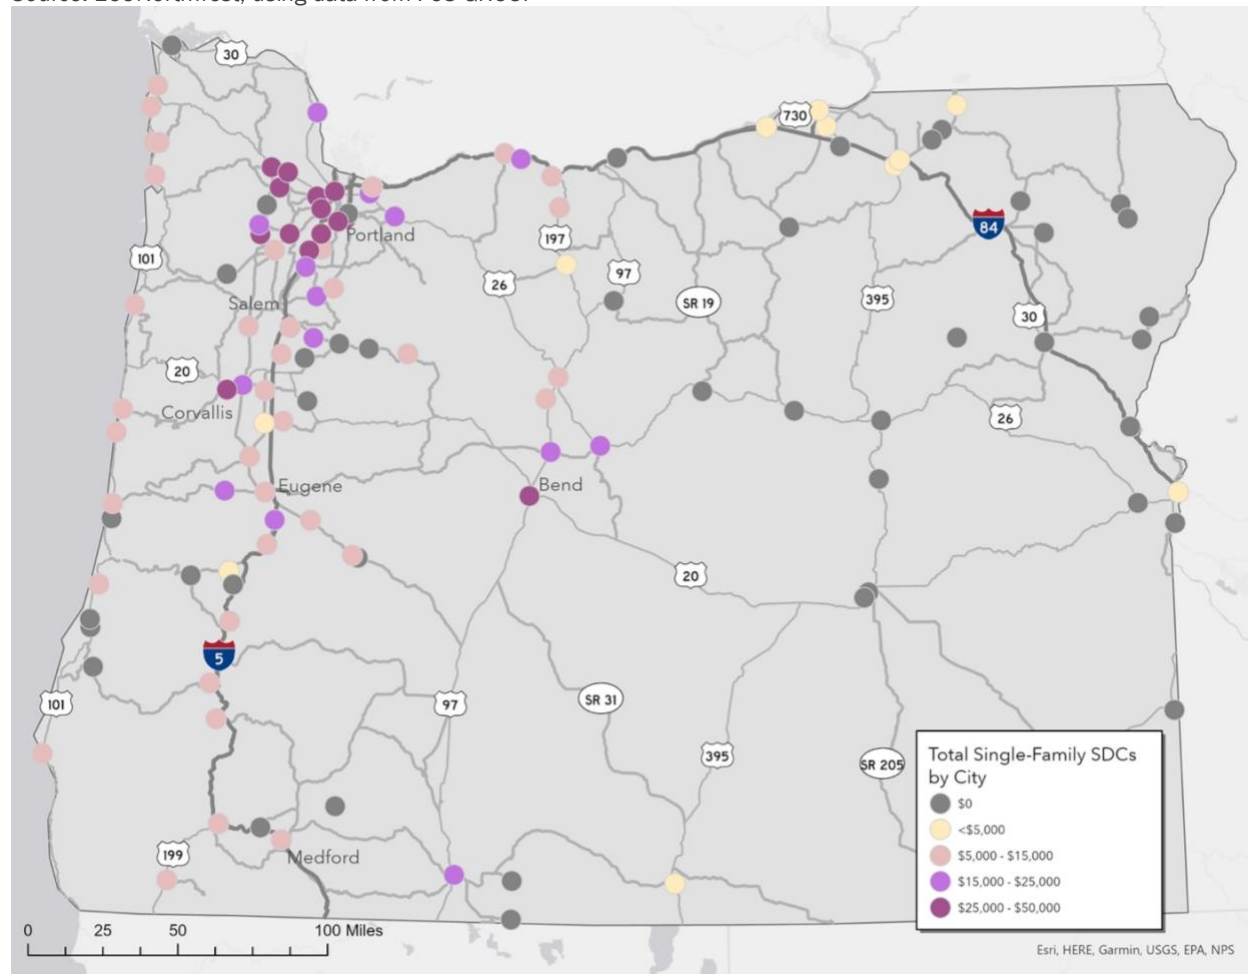 30
730
Portland
101
197
84
26
97
Salem
SR 19
395
30
20
Corvallis
26
Eugene
Bend
20
5
101
97
SR 31
395
SR 205
Total Single-Family SDCs
by City
$0
<$5,000
$5,000 - $15,000
$15,000 - $25,000
$25,000 - $50,000
199
Medford
0 25 50 100 Miles
Esri, HERE, Garmin, USGS, EPA, NPS